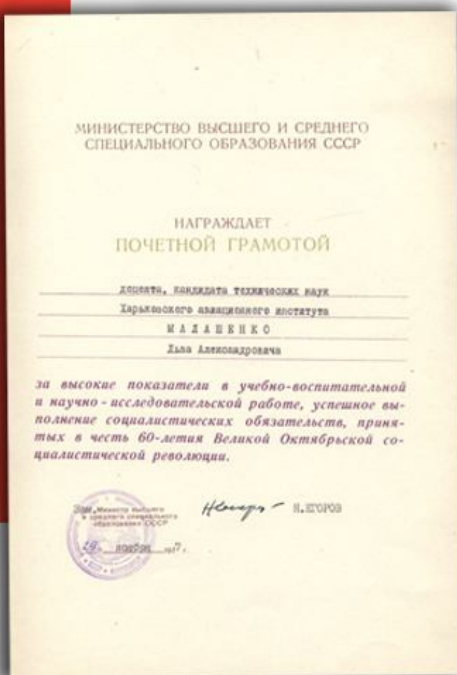 МИНИСТЕРСТВО ВЫСШЕГО И СРЕДНЕГО
СПЕЦИАЛЬНОГО ОБРАЗОВАНИЯ СССР
НАГРАЖДАЕТ
ПОЧЕТНОЙ ГРАМОТОЙ
доцента, кандидата технических наук
Харьковского авиационного института
МАЛАШЕНКО
Льва Александровича
за высокие показатели в учебно-воспитательной
и научно-исследовательской работе, успешное вы-
полнение социалистических обязательств, приня-
тых в честь 60-летия Великой Октябрьской со-
циалистической революции.
Зам. Министр высшего
и среднего специального
образования СССР
Н.ЕГОРОВ
ноября